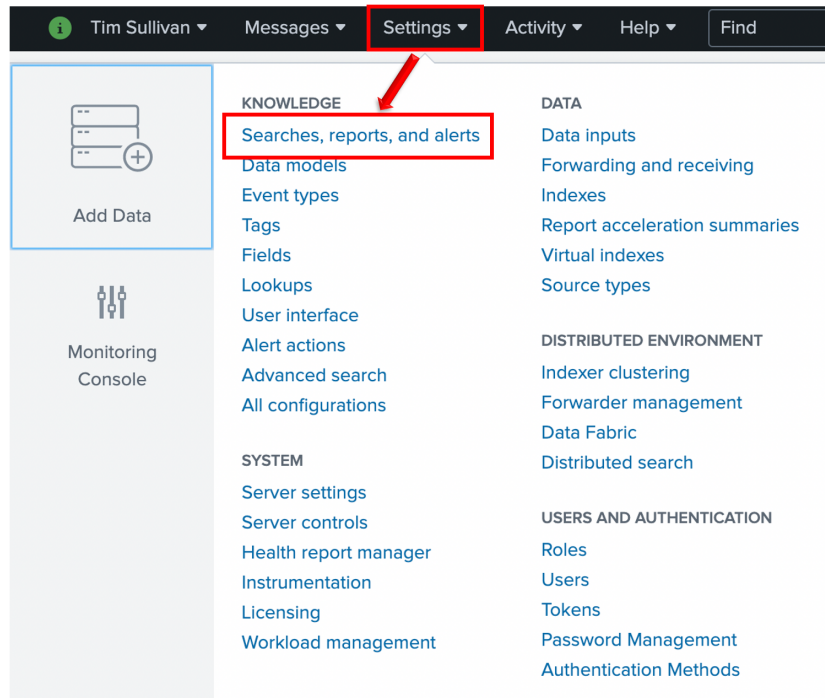 i Tim Sullivan Messages Settings Activity Help Find
Add Data
Monitoring
Console
KNOWLEDGE
Searches, reports, and alerts
Data models
Event types
Tags
Fields
Lookups
User interface
Alert actions
Advanced search
All configurations
SYSTEM
Server settings
Server controls
Health report manager
Instrumentation
Licensing
Workload management
DATA
Data inputs
Forwarding and receiving
Indexes
Report acceleration summaries
Virtual indexes
Source types
DISTRIBUTED ENVIRONMENT
Indexer clustering
Forwarder management
Data Fabric
Distributed search
USERS AND AUTHENTICATION
Roles
Users
Tokens
Password Management
Authentication Methods